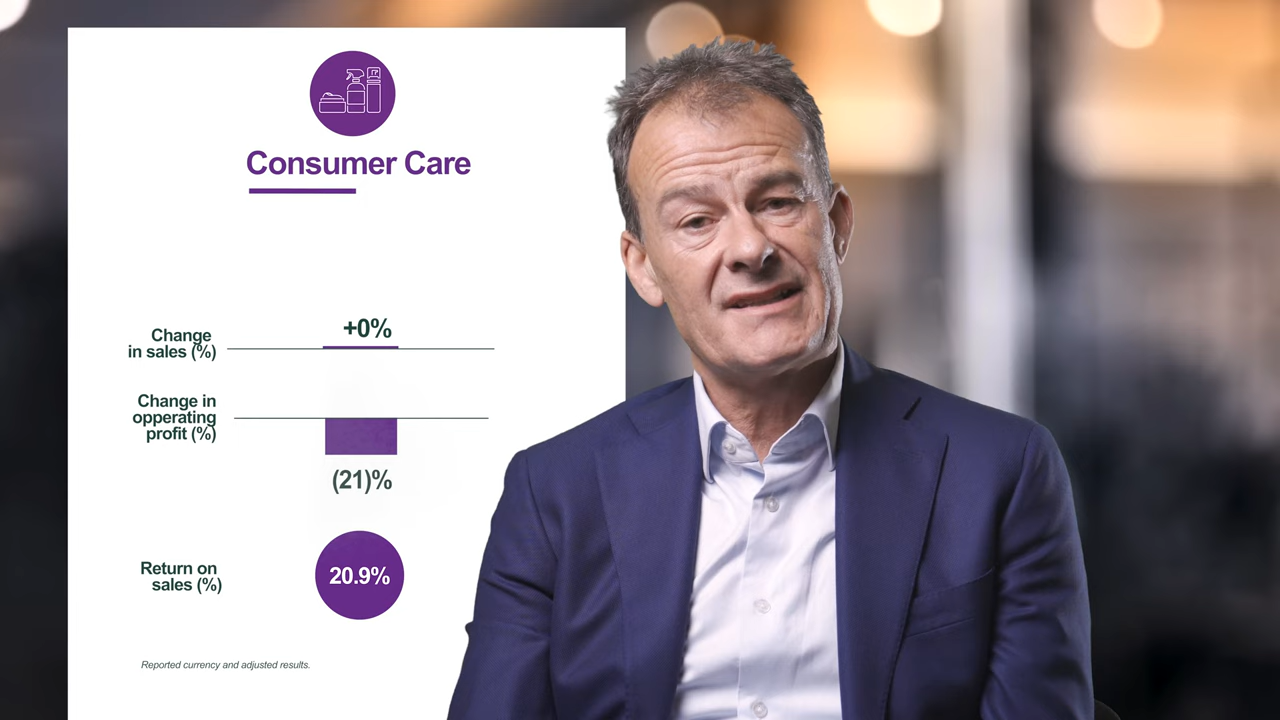 Consumer Care
+0%
Change
in sales (%)
Change in
opperating
profit (%)
(21)%
Return on
sales (%)
20.9%
Reported currency and adjusted results.